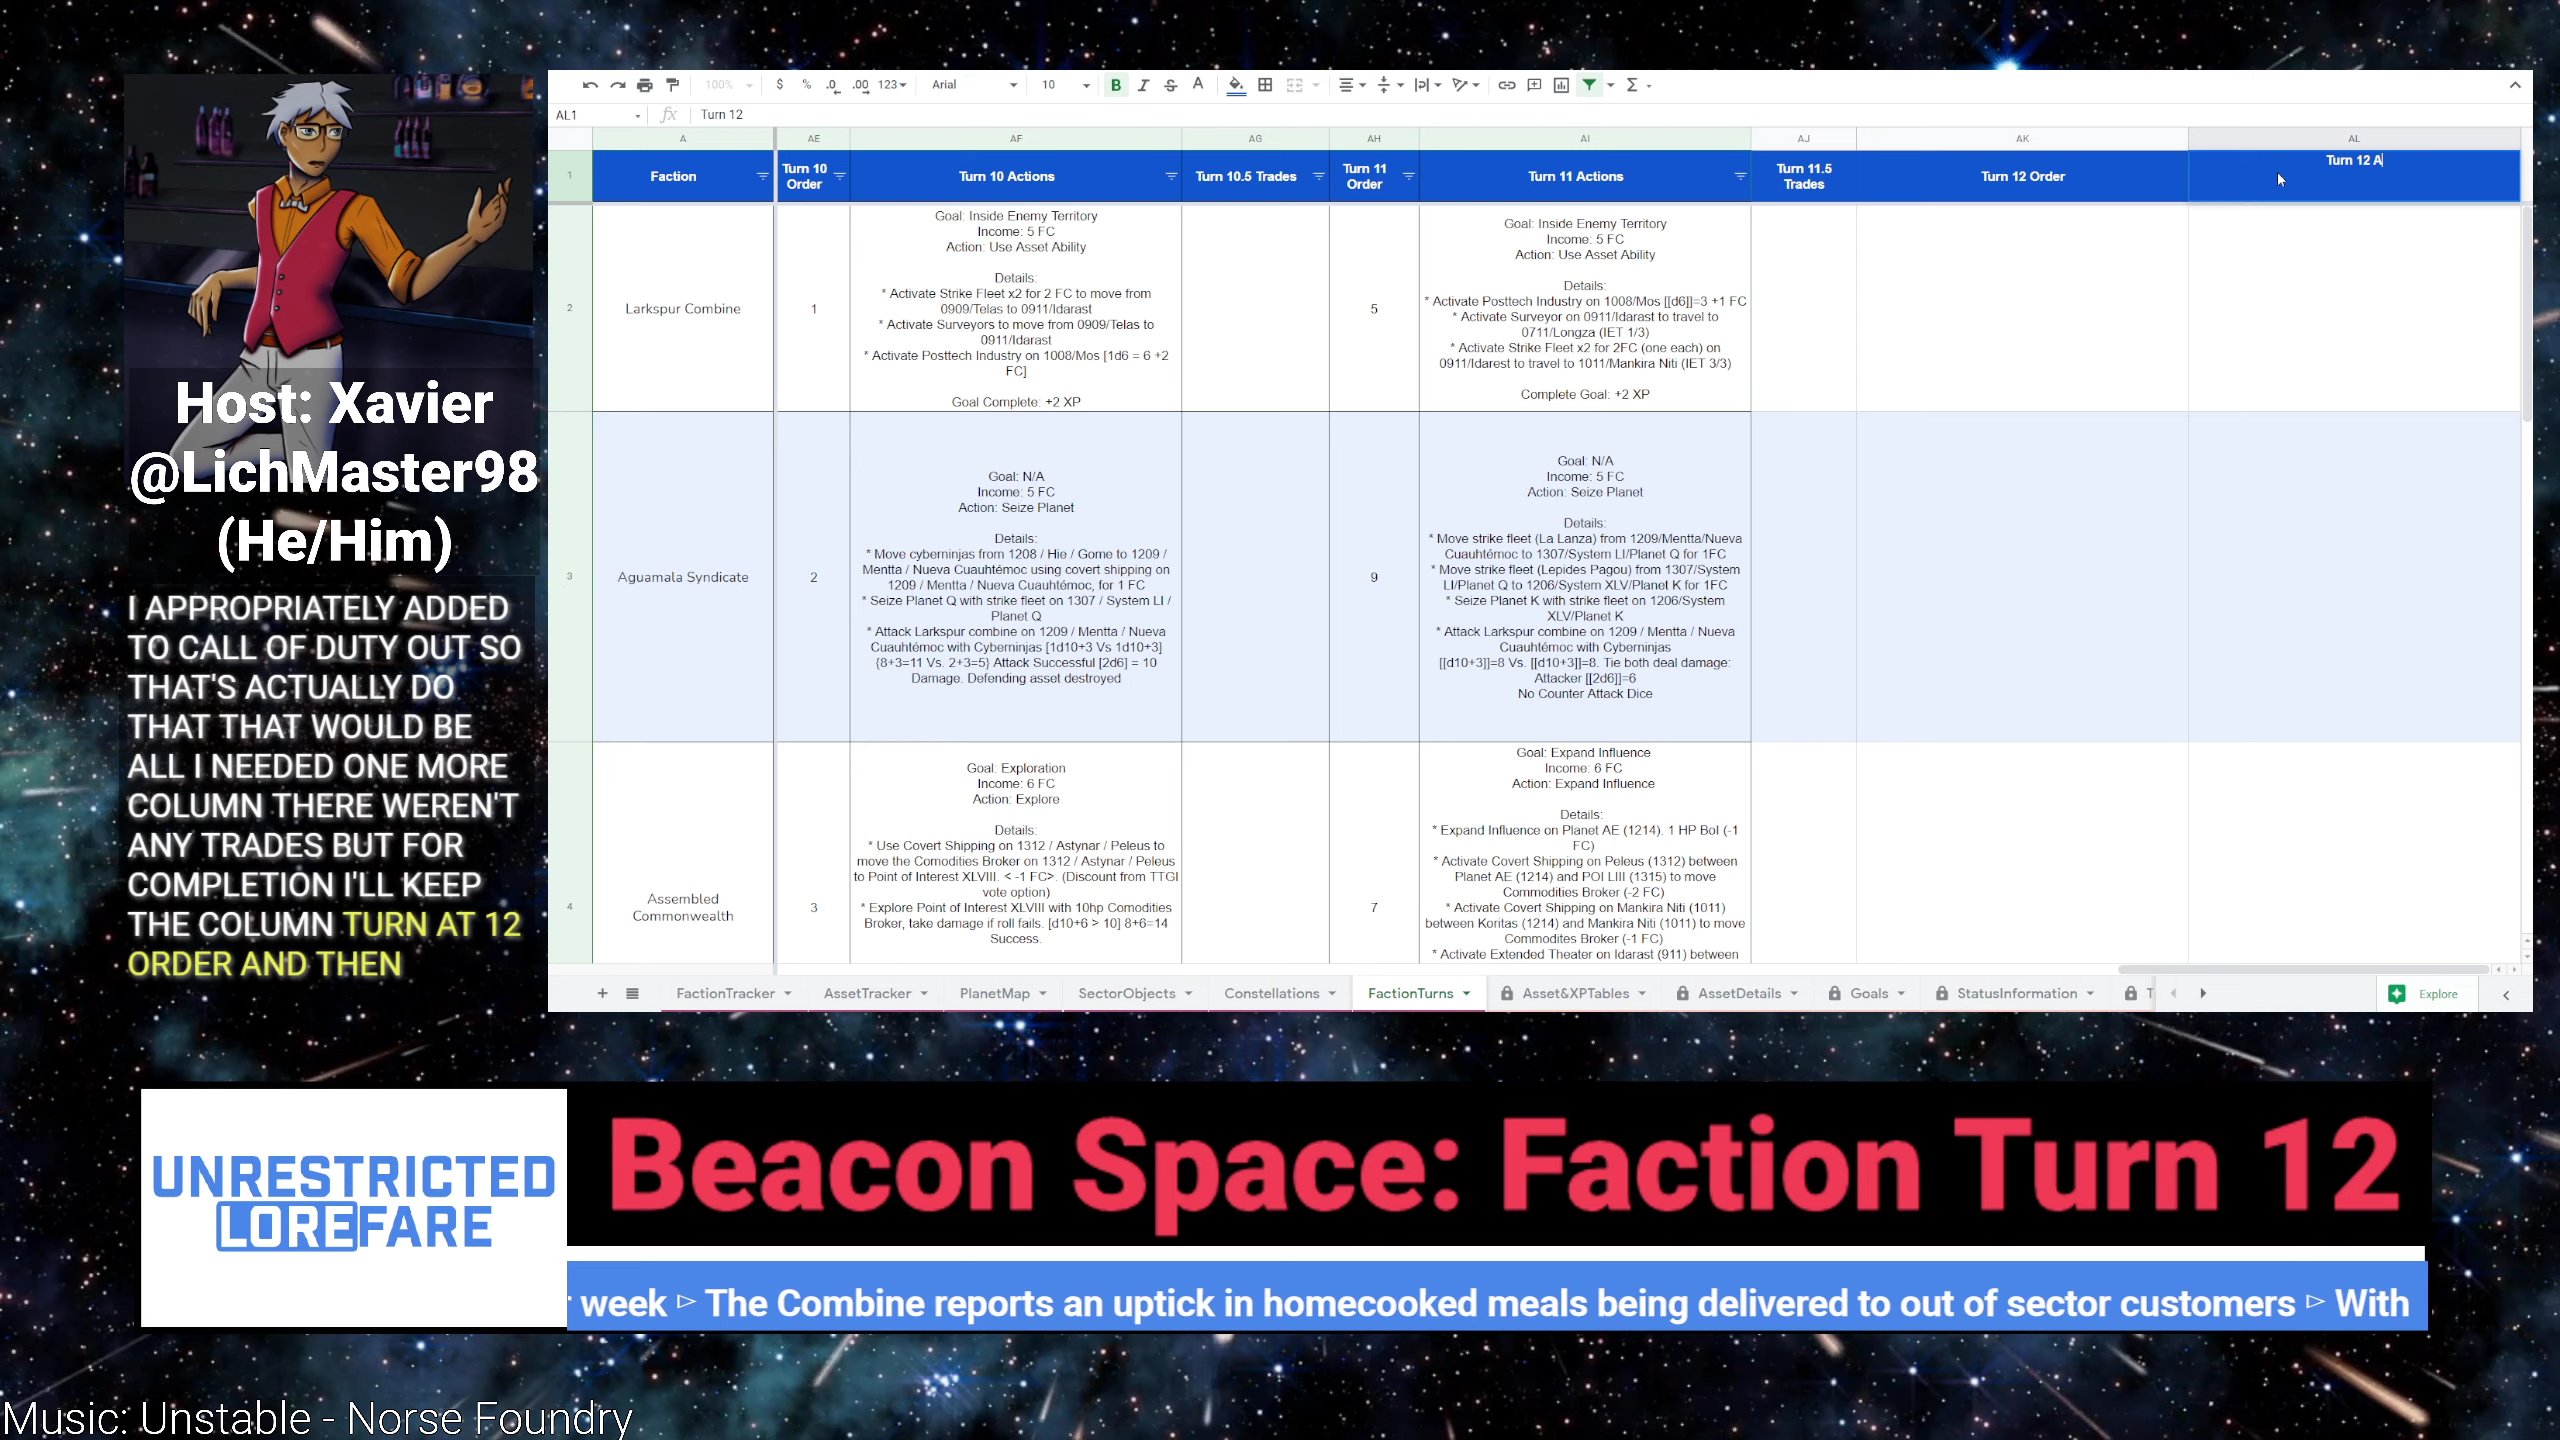 Host: Xavier
@LichMaster98
(He/Him)
I APPROPRIATELY ADDED
TO CALL OF DUTY OUT SO
THAT'S ACTUALLY DO
THAT THAT WOULD BE
ALL I NEEDED ONE MORE
COLUMN THERE WEREN'T
ANY TRADES BUT FOR
COMPLETION I'LL KEEP
THE COLUMN TURN AT 12
ORDER AND THEN
100% $ % .0 .00 123 Arial 10 B I S A
AL1 fx Turn 12
A AE AF AG AH AI AJ AK AL
1 Faction
Turn 10
Order
Turn 10 Actions
Turn 10.5 Trades
Turn 11
Order
Turn 11 Actions
Turn 11.5
Trades
Turn 12 Order
Turn 12 A
2
Larkspur Combine
1
Goal: Inside Enemy Territory
Income: 5 FC
Action: Use Asset Ability
Details:
* Activate Strike Fleet x2 for 2 FC to move from
0909/Telas to 0911/Idarast
* Activate Surveyors to move from 0909/Telas to
0911/Idarast
* Activate Posttech Industry on 1008/Mos [1d6 = 6 +2
FC]
Goal Complete: +2 XP
5
Goal: Inside Enemy Territory
Income: 5 FC
Action: Use Asset Ability
Details:
* Activate Posttech Industry on 1008/Mos [[d6]]=3 +1 FC
* Activate Surveyor on 0911/Idarast to travel to
0711/Longza (IET 1/3)
* Activate Strike Fleet x2 for 2FC (one each) on
0911/Idarest to travel to 1011/Mankira Niti (IET 3/3)
Complete Goal: +2 XP
3
Aguamala Syndicate
2
Goal: N/A
Income: 5 FC
Action: Seize Planet
Details:
* Move cyberninjas from 1208 / Hie / Gome to 1209 /
Mentta / Nueva Cuauhtémoc using covert shipping on
1209 / Mentta / Nueva Cuauhtémoc, for 1 FC
* Seize Planet Q with strike fleet on 1307 / System LI /
Planet Q
* Attack Larkspur combine on 1209 / Mentta / Nueva
Cuauhtémoc with Cyberninjas [1d10+3 Vs 1d10+3]
{8+3=11 Vs. 2+3=5} Attack Successful [2d6] = 10
Damage. Defending asset destroyed
9
Goal: N/A
Income: 5 FC
Action: Seize Planet
Details:
* Move strike fleet (La Lanza) from 1209/Mentta/Nueva
Cuauhtémoc to 1307/System LI/Planet Q for 1FC
* Move strike fleet (Lepides Pagou) from 1307/System
LI/Planet Q to 1206/System XLV/Planet K for 1FC
* Seize Planet K with strike fleet on 1206/System
XLV/Planet K
* Attack Larkspur combine on 1209 / Mentta / Nueva
Cuauhtémoc with Cyberninjas
[[d10+3]]=8 Vs. [[d10+3]]=8. Tie both deal damage:
Attacker [[2d6]]=6
No Counter Attack Dice
4
Assembled
Commonwealth
3
Goal: Exploration
Income: 6 FC
Action: Explore
Details:
* Use Covert Shipping on 1312 / Astynar / Peleus to
move the Comodities Broker on 1312 / Astynar / Peleus
to Point of Interest XLVIII. < -1 FC>. (Discount from TTGI
vote option)
* Explore Point of Interest XLVIII with 10hp Comodities
Broker, take damage if roll fails. [d10+6 > 10] 8+6=14
Success.
7
Goal: Expand Influence
Income: 6 FC
Action: Expand Influence
Details:
* Expand Influence on Planet AE (1214). 1 HP BoI (-1
FC)
* Activate Covert Shipping on Peleus (1312) between
Planet AE (1214) and POI LIII (1315) to move
Commodities Broker (-2 FC)
* Activate Covert Shipping on Mankira Niti (1011)
between Koritas (1214) and Mankira Niti (1011) to move
Commodites Broker (-1 FC)
* Activate Extended Theater on Idarast (911) between
FactionTracker AssetTracker PlanetMap SectorObjects Constellations FactionTurns Asset&XPTables AssetDetails Goals StatusInformation T Explore
UNRESTRICTED
LOREFARE
Beacon Space: Faction Turn 12
week ▻ The Combine reports an uptick in homecooked meals being delivered to out of sector customers ▻ With
Music: Unstable - Norse Foundry